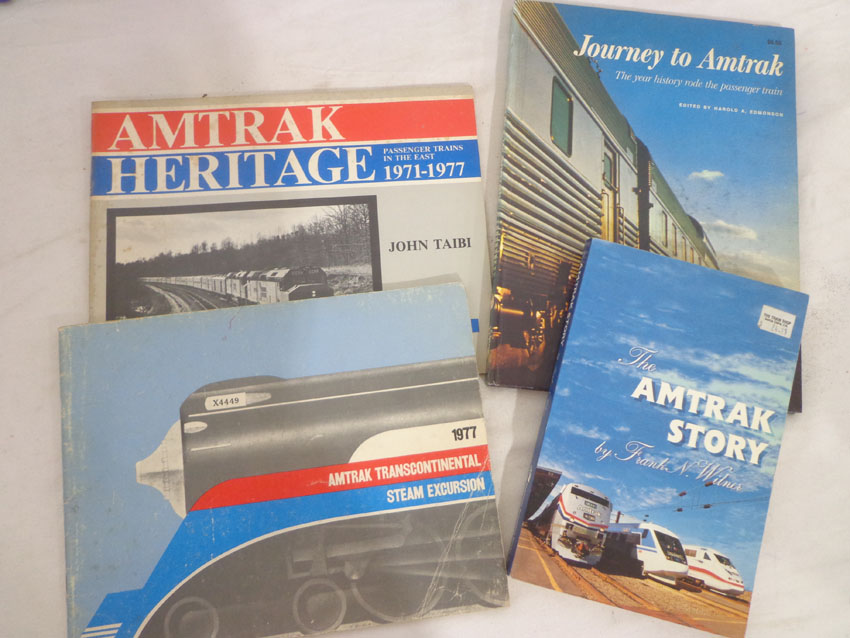 AMTRAK
HERITAGE
PASSENGER TRAINS
IN THE EAST
1971-1977
JOHN TAIBI
Journey to Amtrak
The year history rode the passenger train
EDITED BY HAROLD A. EDMONSON
X4449
1977
AMTRAK TRANSCONTINENTAL
STEAM EXCURSION
The
AMTRAK
STORY
by Frank N. Wilner